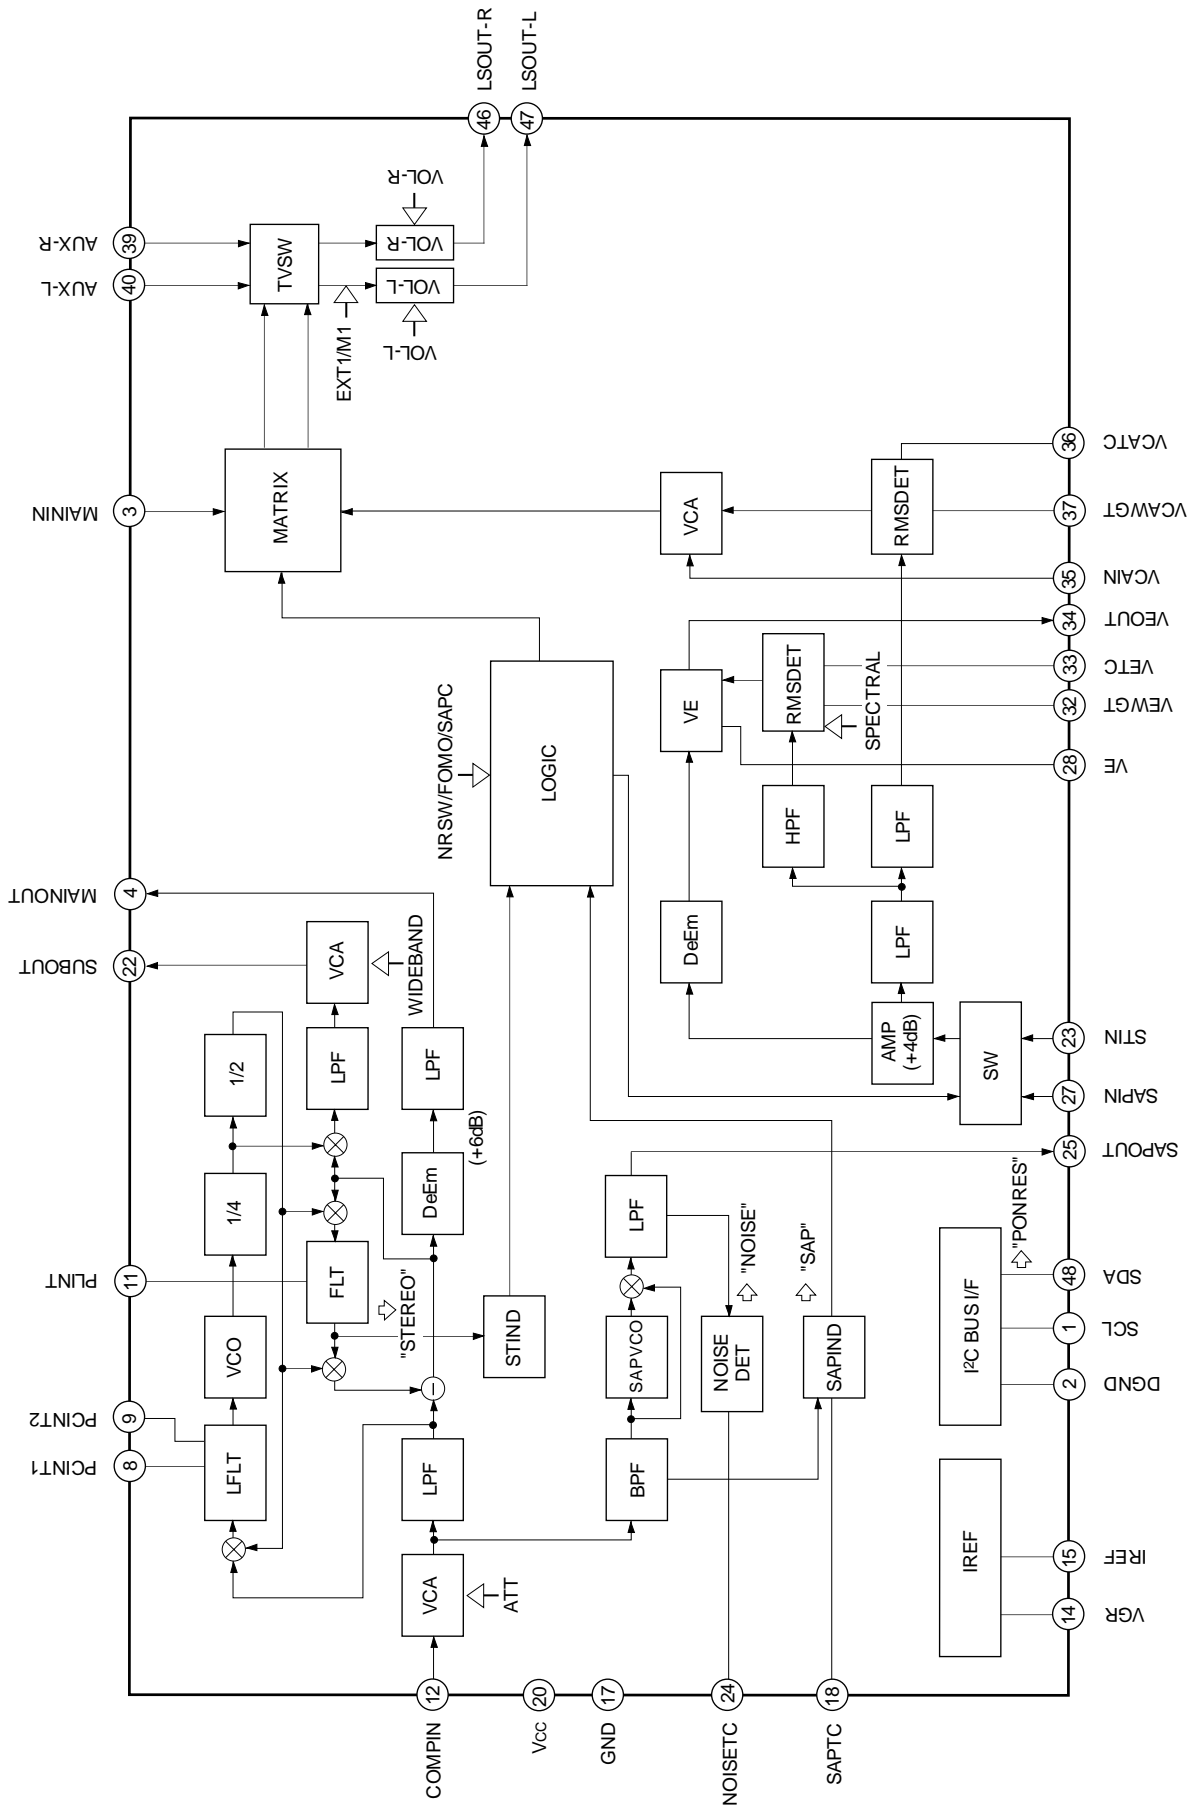 LSOUT-R
LSOUT-L
46
47
AUX-R
39
AUX-L
40
TVSW
VOL-R
VOL-R
VOL-L
VOL-L
EXT1/M1
MAININ
3
MATRIX
VCA
RMSDET
36
VCATC
37
VCAWGT
35
VCAIN
34
VEOUT
33
VETC
32
VEWGT
28
VE
NRSW/FOMO/SAPC
LOGIC
VE
RMSDET
SPECTRAL
HPF
LPF
DeEm
LPF
AMP
(+4dB)
SW
23
STIN
27
SAPIN
25
SAPOUT
MAINOUT
4
SUBOUT
22
VCA
WIDEBAND
1/2
LPF
LPF
(+6dB)
1/4
DeEm
PLINT
11
FLT
"STEREO"
STIND
VCO
PCINT2
9
PCINT1
8
LFLT
LPF
VCA
ATT
LPF
SAPVCO
BPF
"NOISE"
NOISE
DET
"SAP"
SAPIND
"PONRES"
I²C BUS I/F
48
SDA
1
SCL
2
DGND
IREF
15
IREF
14
VGR
12
COMPIN
20
Vcc
17
GND
24
NOISETC
18
SAPTC